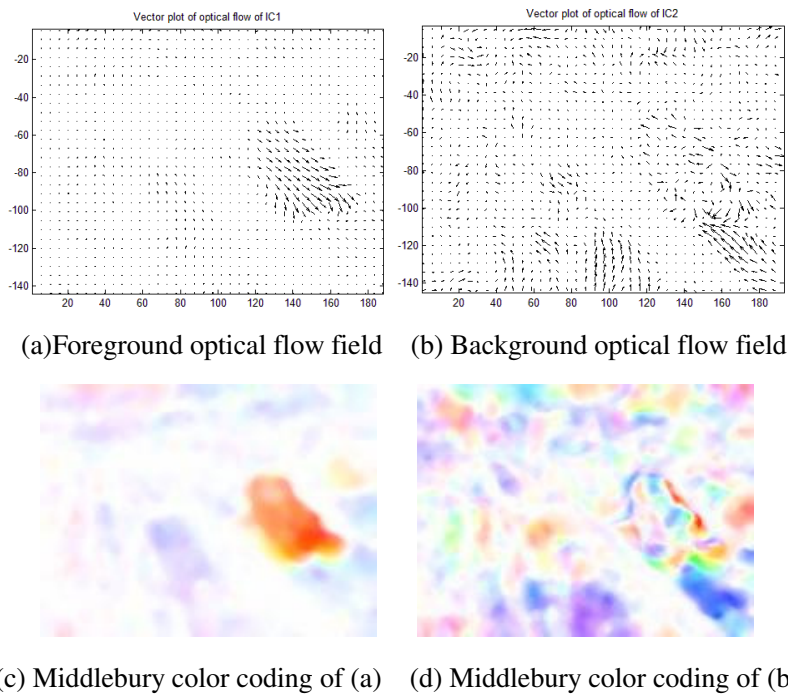 Vector plot of optical flow of IC1
-20
-40
-60
-80
-100
-120
-140
20 40 60 80 100 120 140 160 180
Vector plot of optical flow of IC2
-20
-40
-60
-80
-100
-120
-140
20 40 60 80 100 120 140 160 180
(a)Foreground optical flow field
(b) Background optical flow field
(c) Middlebury color coding of (a)
(d) Middlebury color coding of (b